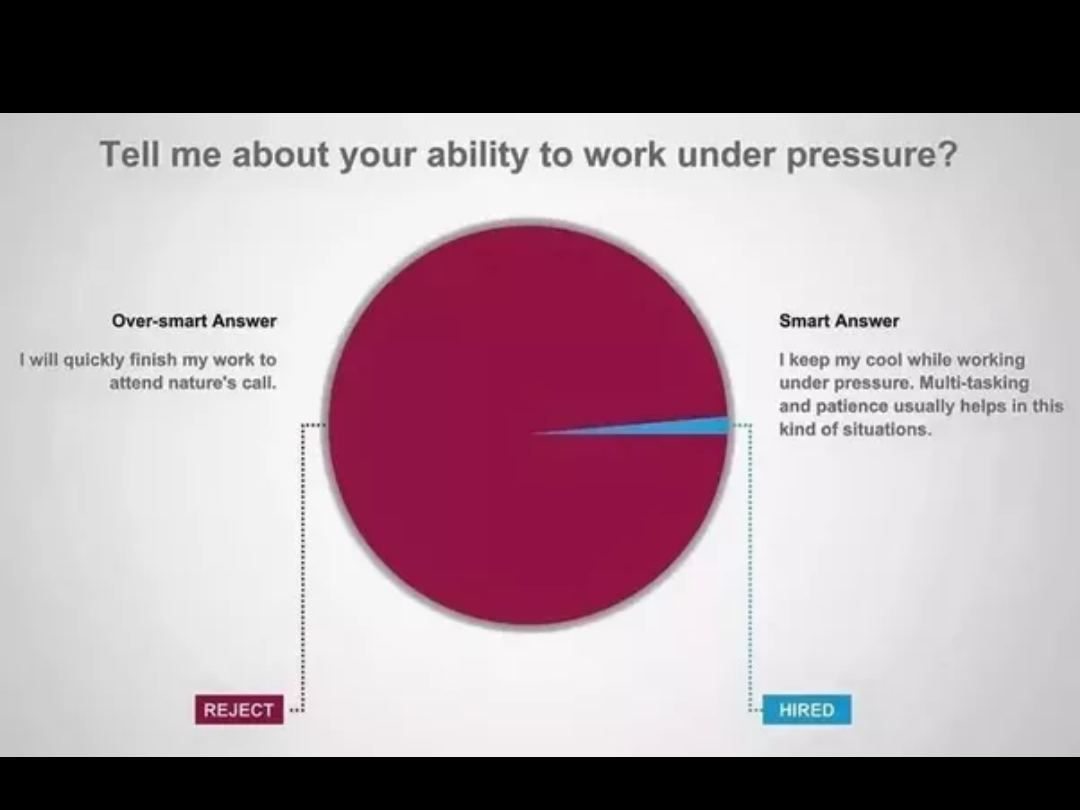 Tell me about your ability to work under pressure?
Over-smart Answer
I will quickly finish my work to
attend nature's call.
Smart Answer
I keep my cool while working
under pressure. Multi-tasking
and patience usually helps in this
kind of situations.
REJECT
HIRED